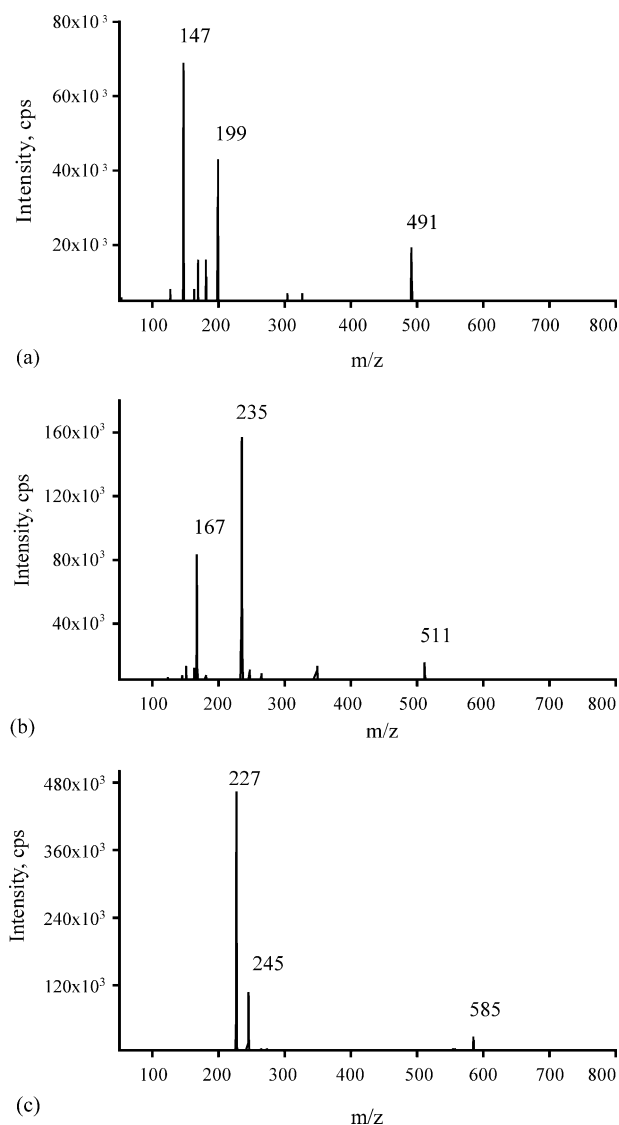 80x10³
147
60x10³
199
40x10³
491
20x10³
Intensity, cps
100 200 300 400 500 600 700 800
m/z
(a)
235
160x10³
120x10³
167
80x10³
511
40x10³
Intensity, cps
100 200 300 400 500 600 700 800
m/z
(b)
227
480x10³
360x10³
240x10³
245
120x10³
585
Intensity, cps
100 200 300 400 500 600 700 800
m/z
(c)